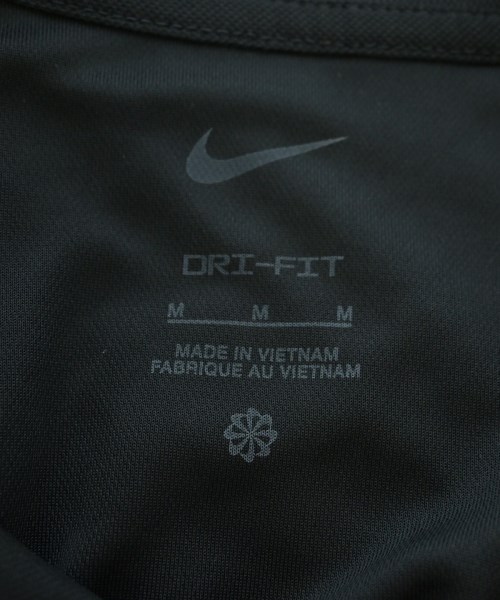 DRI-FIT
M M M
MADE IN VIETNAM
FABRIQUE AU VIETNAM